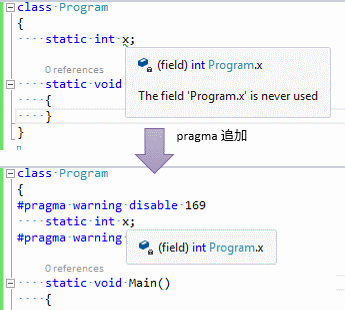 class Program
{
static int x;
(field) int Program.x
The field 'Program.x' is never used
0 references
static void
{
}
}
pragma 追加
class Program
{
#pragma warning disable 169
static int x;
#pragma warning
(field) int Program.x
0 references
static void Main()
{